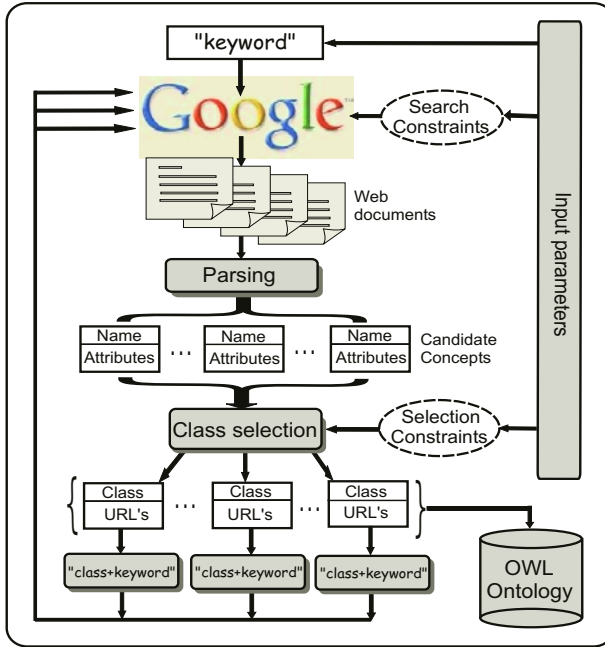 "keyword"
Google™
Search
Constraints
Web
documents
Input parameters
Parsing
Name
Attributes
...
Name
Attributes
...
Name
Attributes
Candidate
Concepts
Class selection
Selection
Constraints
Class
URL's
...
Class
URL's
...
Class
URL's
"class+keyword"
"class+keyword"
"class+keyword"
OWL
Ontology